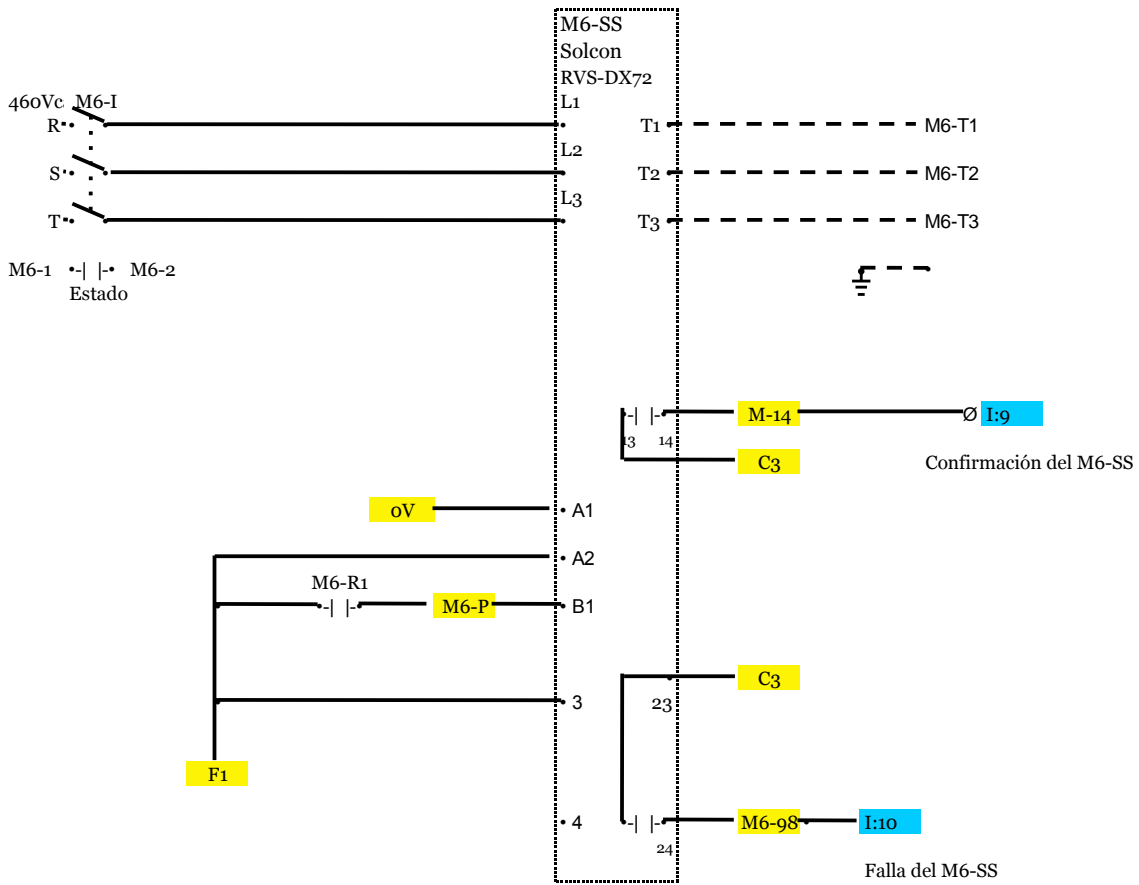 M6-SS
Solcon
RVS-DX72
460Vc M6-I
L1
R
T1
M6-T1
L2
S
T2
M6-T2
L3
T
T3
M6-T3
M6-1 -| |- M6-2
Estado
-| |-
M-14
Ø I:9
13 14
C3
Confirmación del M6-SS
0V
A1
A2
M6-R1
-| |-
M6-P
B1
C3
3
23
F1
4
-| |-
M6-98
I:10
24
Falla del M6-SS